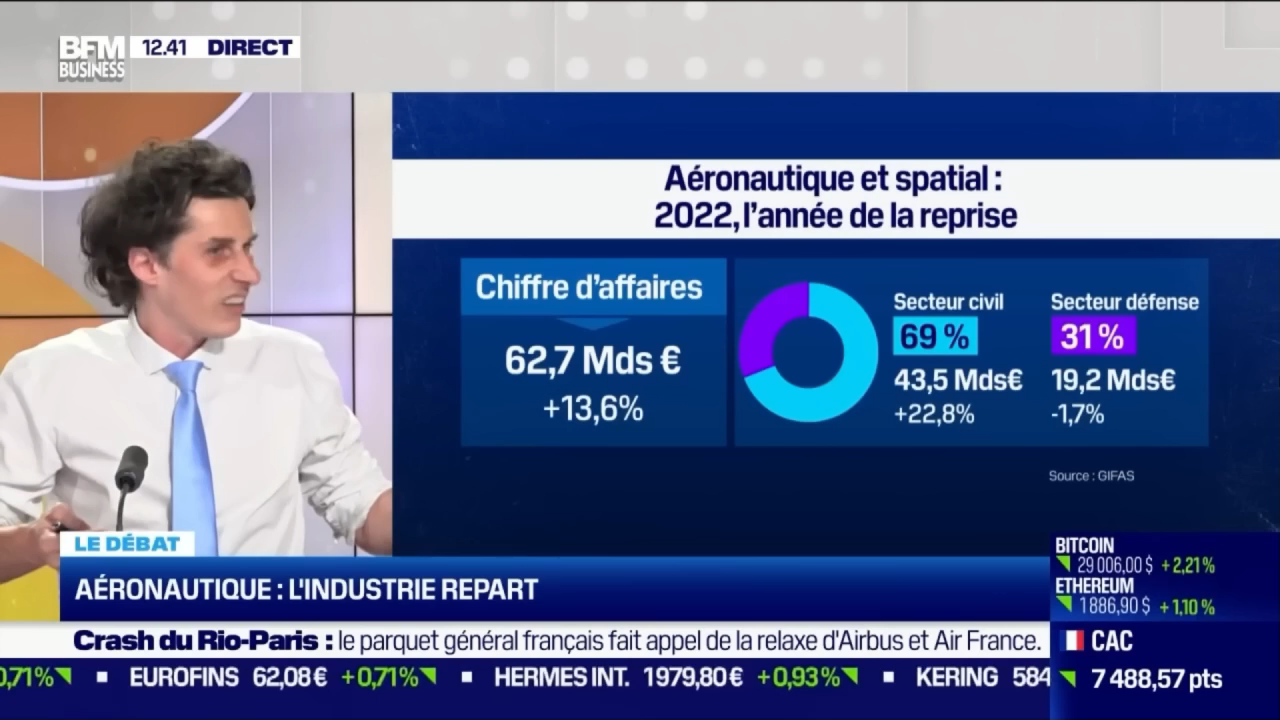 BFM
BUSINESS
12.41 DIRECT
Aéronautique et spatial :
2022, l'année de la reprise
Chiffre d'affaires
62,7 Mds €
+13,6%
Secteur civil
69 %
43,5 Mds€
+22,8%
Secteur défense
31 %
19,2 Mds€
-1,7%
Source : GIFAS
LE DÉBAT
AÉRONAUTIQUE : L'INDUSTRIE REPART
BITCOIN
29 006,00 $ +2,21%
ETHEREUM
1 886,90 $ +1,10 %
Crash du Rio-Paris : le parquet général français fait appel de la relaxe d'Airbus et Air France.
CAC
7 488,57 pts
0,71% EUROFINS 62,08€ +0,71% HERMES INT. 1979,80€ +0,93% KERING 584